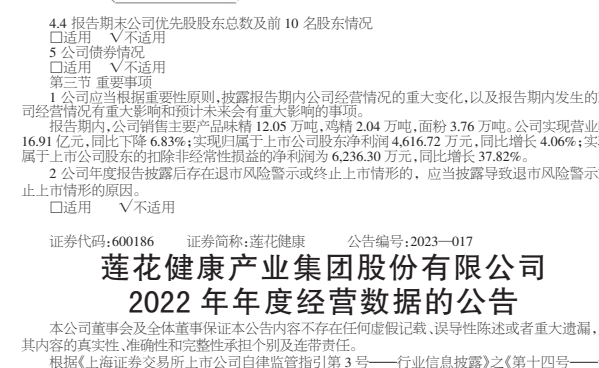 4.4 报告期末公司优先股股东总数及前 10 名股东情况
□适用 √不适用
5 公司债券情况
□适用 √不适用
第三节 重要事项
1 公司应当根据重要性原则,披露报告期内公司经营情况的重大变化,以及报告期内发生的
司经营情况有重大影响和预计未来会有重大影响的事项。
报告期内,公司销售主要产品味精 12.05 万吨,鸡精 2.04 万吨,面粉 3.76 万吨。公司实现营业
16.91 亿元,同比下降 6.83%;实现归属于上市公司股东净利润 4,616.72 万元,同比增长 4.06%;实
属于上市公司股东的扣除非经常性损益的净利润为 6,236.30 万元,同比增长 37.82%。
2 公司年度报告披露后存在退市风险警示或终止上市情形的，应当披露导致退市风险警示
止上市情形的原因。
□适用 √不适用
证券代码:600186 证券简称:莲花健康 公告编号:2023—017
莲花健康产业集团股份有限公司
2022 年年度经营数据的公告
本公司董事会及全体董事保证本公告内容不存在任何虚假记载、误导性陈述或者重大遗漏,
其内容的真实性、准确性和完整性承担个别及连带责任。
根据《上海证券交易所上市公司自律监管指引第 3 号——行业信息披露》之《第十四号——